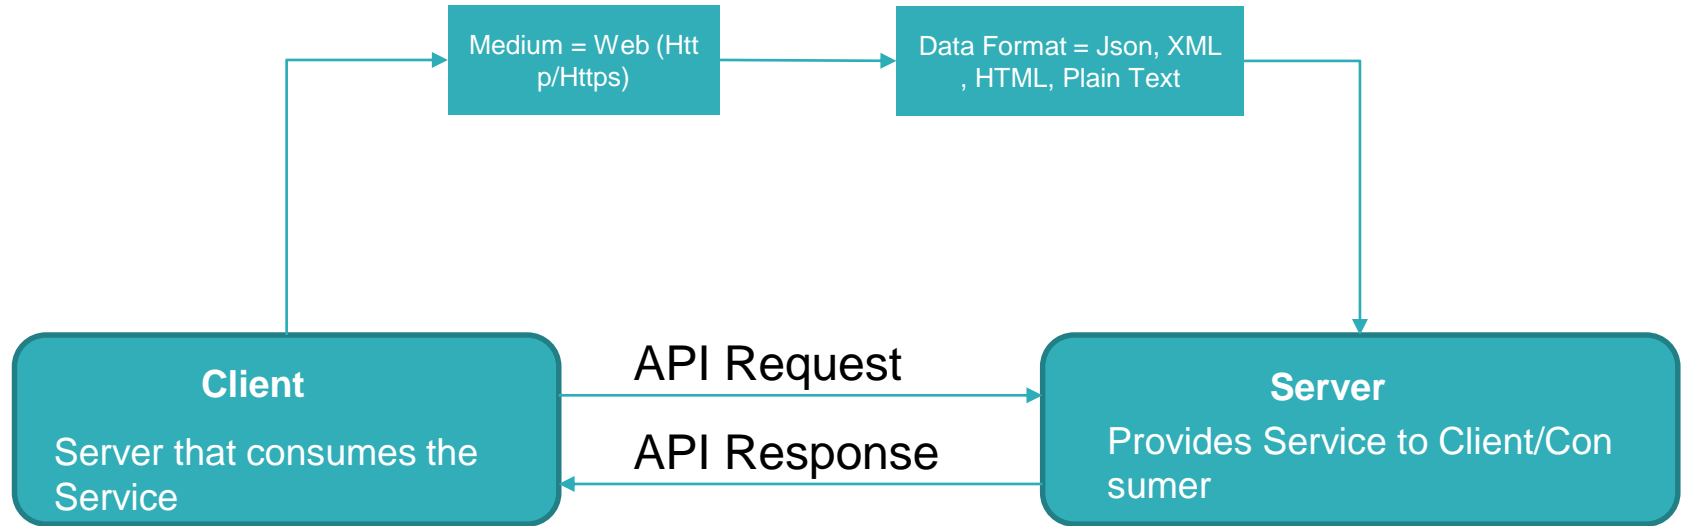 Medium = Web (Htt
p/Https)
Data Format = Json, XML
, HTML, Plain Text
Client
Server that consumes the
Service
API Request
API Response
Server
Provides Service to Client/Con
sumer